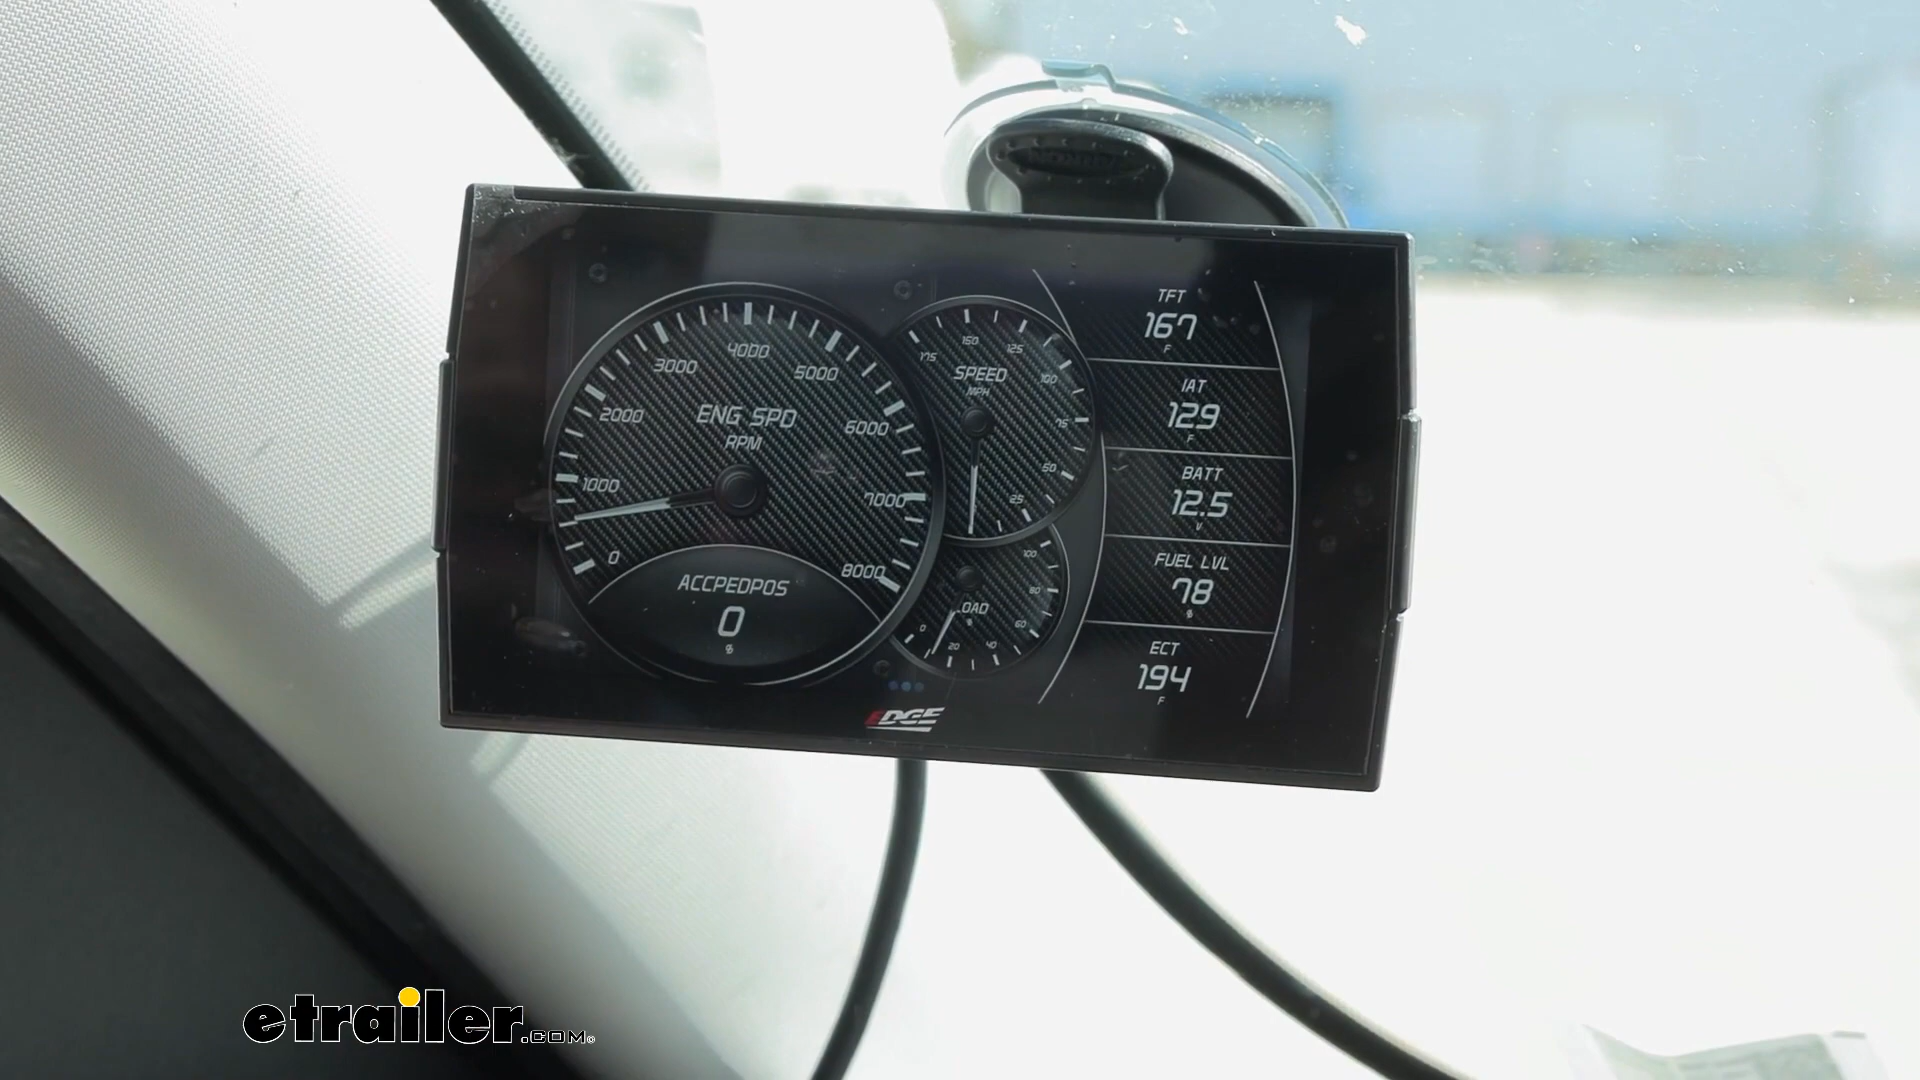 4000
3000
5000
2000
6000
1000
7000
0
8000
ENG SPD
RPM
ACCPEDPOS
0
%
175
150
125
100
75
50
25
SPEED
MPH
LOAD
%
0
20
40
60
80
100
TFT
167
F
IAT
129
F
BATT
12.5
V
FUEL LVL
78
%
ECT
194
F
EDGE
etrailer.COM